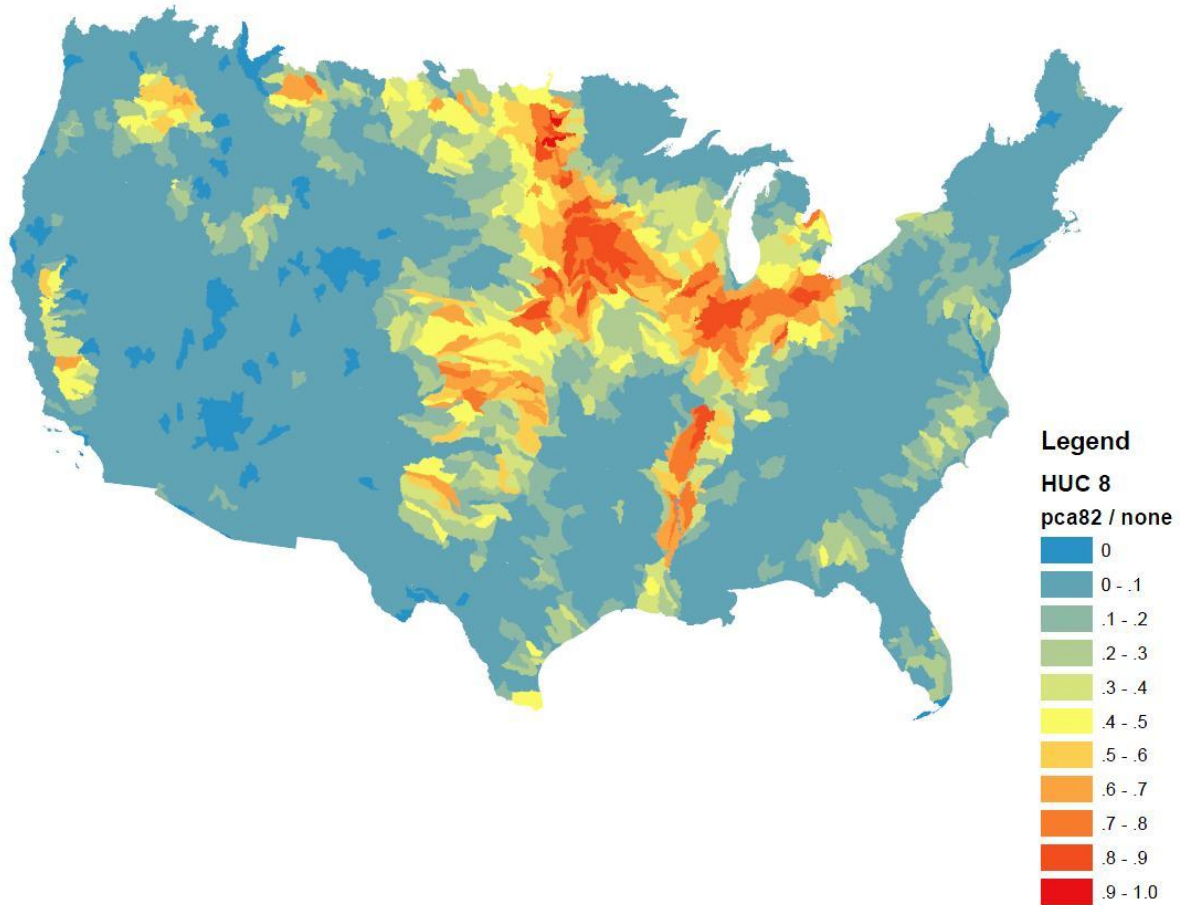 Legend
HUC 8
pca82 / none
0
0 - .1
.1 - .2
.2 - .3
.3 - .4
.4 - .5
.5 - .6
.6 - .7
.7 - .8
.8 - .9
.9 - 1.0